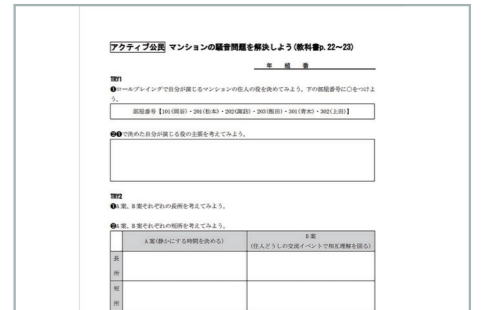 アクティブ公民 マンションの騒音問題を解決しよう(教科書p.22～23)
年 組 番
TRY1
❶ロールプレイングで自分が演じるマンションの住人の役を決めてみよう。下の部屋番号に○をつけよ
う。
部屋番号【101(岡谷)・201(松本)・202(諏訪)・203(飯田)・301(青木)・302(上田)】
❷❶で決めた自分が演じる役の主張を考えてみよう。
TRY2
❶A案、B案それぞれの長所を考えてみよう。
❷A案、B案それぞれの短所を考えてみよう。
A案(静かにする時間を決める)
B案
(住人どうしの交流イベントで相互理解を図る)
長
所
短
所